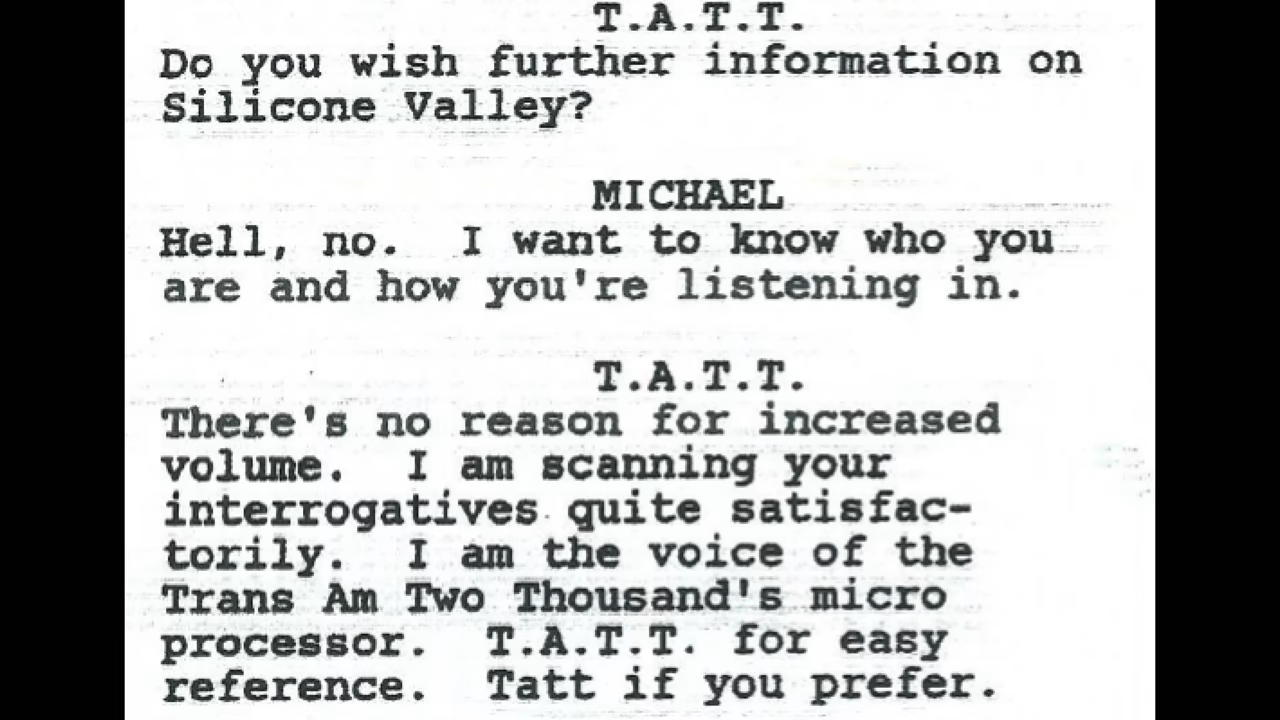 T.A.T.T.
Do you wish further information on
Silicone Valley?
MICHAEL
Hell, no. I want to know who you
are and how you're listening in.
T.A.T.T.
There's no reason for increased
volume. I am scanning your
interrogatives quite satisfac-
torily. I am the voice of the
Trans Am Two Thousand's micro
processor. T.A.T.T. for easy
reference. Tatt if you prefer.